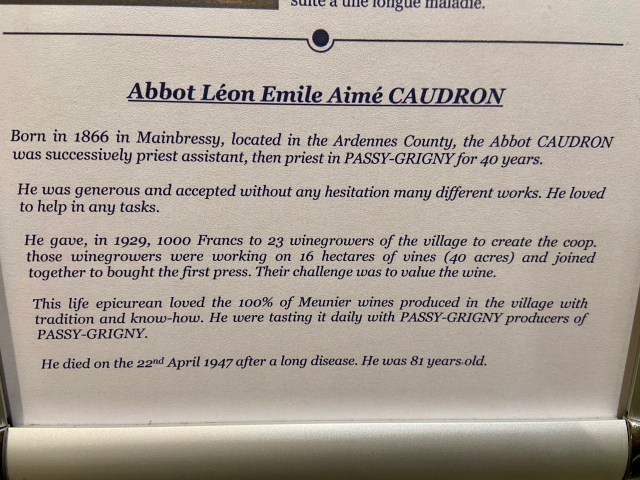 suite à une longue maladie.
Abbot Léon Emile Aimé CAUDRON
Born in 1866 in Mainbressy, located in the Ardennes County, the Abbot CAUDRON
was successively priest assistant, then priest in PASSY-GRIGNY for 40 years.
He was generous and accepted without any hesitation many different works. He loved
to help in any tasks.
He gave, in 1929, 1000 Francs to 23 winegrowers of the village to create the coop.
those winegrowers were working on 16 hectares of vines (40 acres) and joined
together to bought the first press. Their challenge was to value the wine.
This life epicurean loved the 100% of Meunier wines produced in the village with
tradition and know-how. He were tasting it daily with PASSY-GRIGNY producers of
PASSY-GRIGNY.
He died on the 22nd April 1947 after a long disease. He was 81 years old.